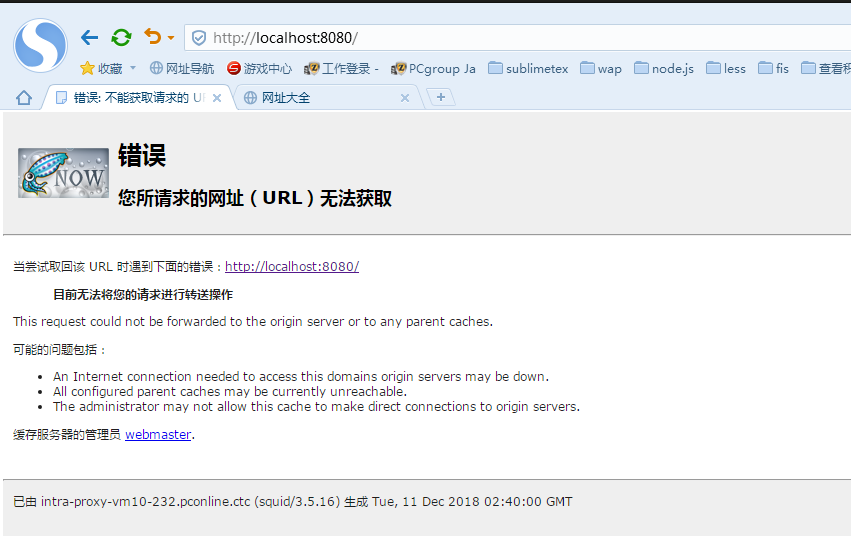 http://localhost:8080/
收藏 网址导航 游戏中心 工作登录 - PCgroup Ja sublimetex wap node.js less fis 查看积
错误: 不能获取请求的 UR 网址大全
错误
NOW
您所请求的网址（URL）无法获取
当尝试取回该 URL 时遇到下面的错误：http://localhost:8080/
目前无法将您的请求进行转送操作
This request could not be forwarded to the origin server or to any parent caches.
可能的问题包括：
• An Internet connection needed to access this domains origin servers may be down.
• All configured parent caches may be currently unreachable.
• The administrator may not allow this cache to make direct connections to origin servers.
缓存服务器的管理员 webmaster.
已由 intra-proxy-vm10-232.pconline.ctc (squid/3.5.16) 生成 Tue, 11 Dec 2018 02:40:00 GMT